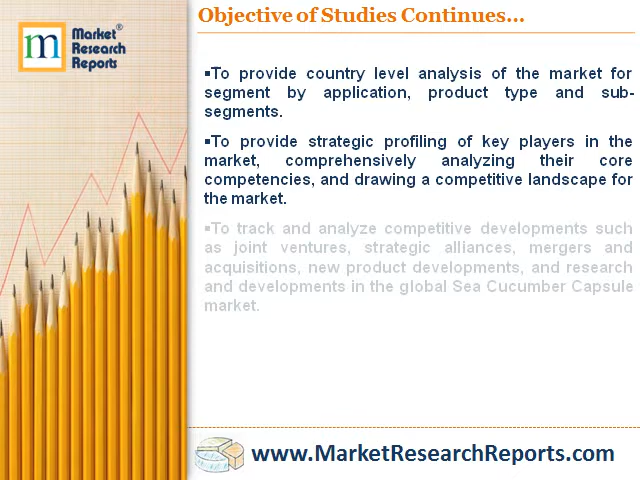 Objective of Studies Continues...
m
Market®
Research
Reports
▪To provide country level analysis of the market for
segment by application, product type and sub-
segments.
▪To provide strategic profiling of key players in the
market, comprehensively analyzing their core
competencies, and drawing a competitive landscape for
the market.
▪To track and analyze competitive developments such
as joint ventures, strategic alliances, mergers and
acquisitions, new product developments, and research
and developments in the global Sea Cucumber Capsule
market.
www.MarketResearchReports.com